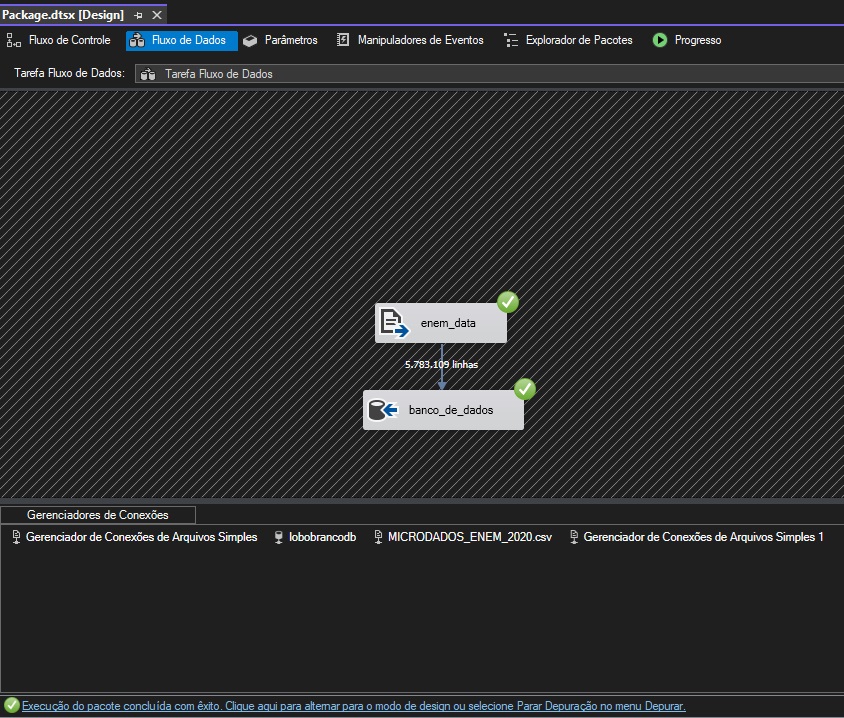 Package.dtsx [Design]
Fluxo de Controle Fluxo de Dados Parâmetros Manipuladores de Eventos Explorador de Pacotes Progresso
Tarefa Fluxo de Dados: Tarefa Fluxo de Dados
enem_data
5.783.109 linhas
banco_de_dados
Gerenciadores de Conexões
Gerenciador de Conexões de Arquivos Simples lobobrancodb MICRODADOS_ENEM_2020.csv Gerenciador de Conexões de Arquivos Simples 1
Execução do pacote concluída com êxito. Clique aqui para alternar para o modo de design ou selecione Parar Depuração no menu Depurar.